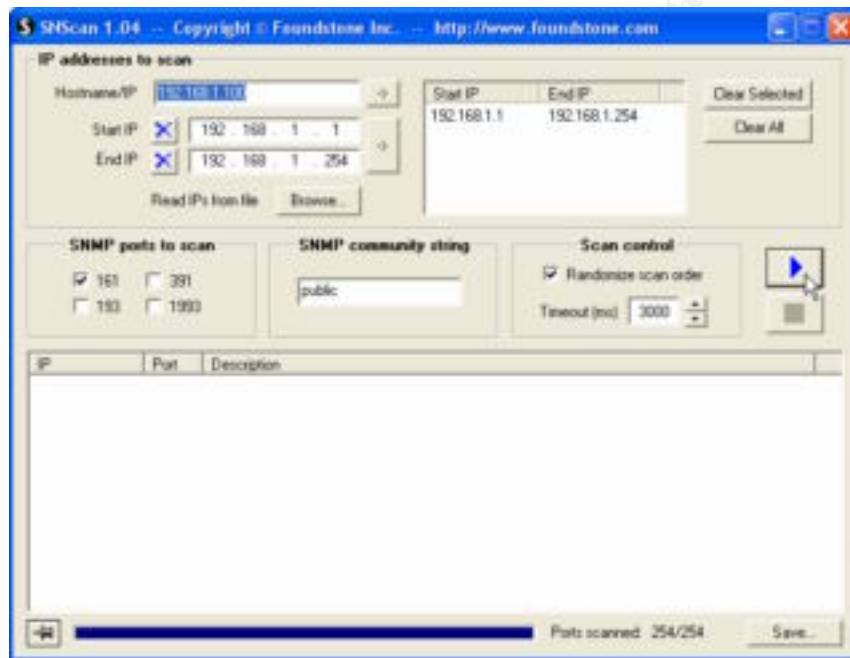 SNScan 1.04 -- Copyright © Foundstone Inc. -- http://www.foundstone.com
IP addresses to scan
Hostname/IP 192.168.1.100
Start IP 192 . 168 . 1 . 1
End IP 192 . 168 . 1 . 254
Read IPs from file Browse...
Start IP End IP
192.168.1.1 192.168.1.254
Clear Selected
Clear All
SNMP ports to scan
161 391
193 1993
SNMP community string
public
Scan control
Randomize scan order
Timeout (ms) 3000
IP Port Description
Ports scanned: 254/254 Save...